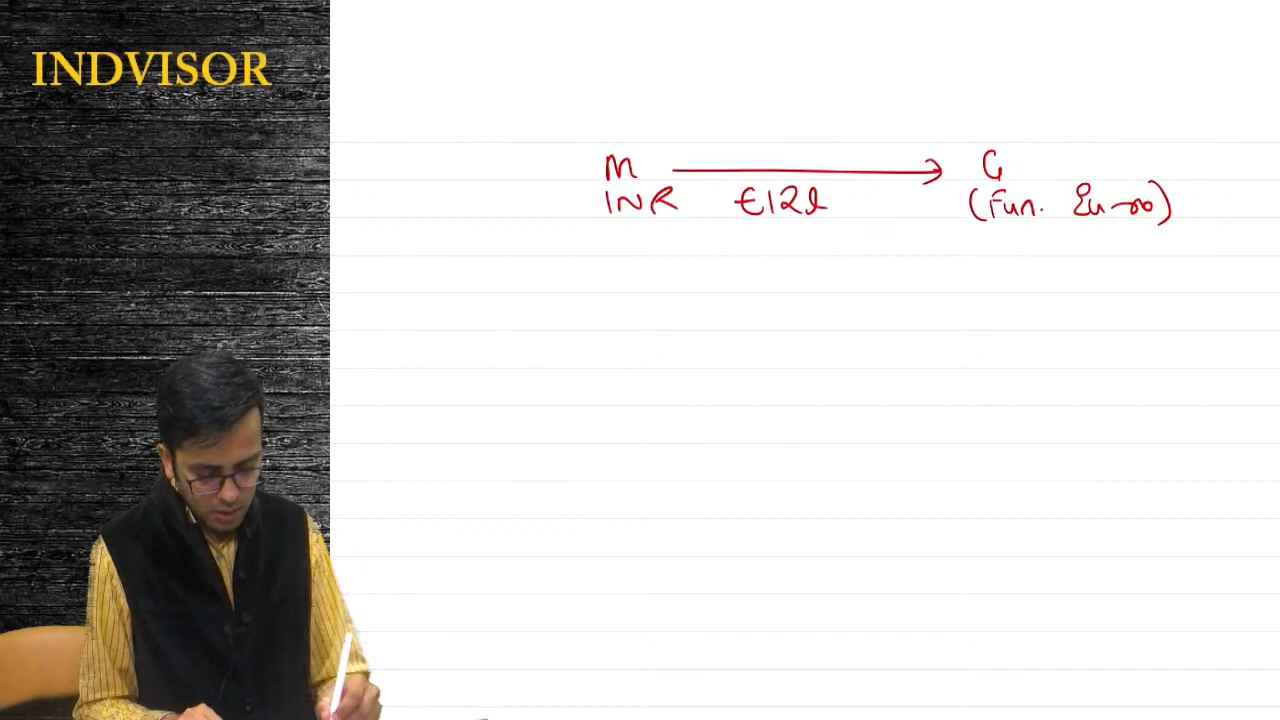 INDVISOR
M → G
INR €12l (Fun. Euro)